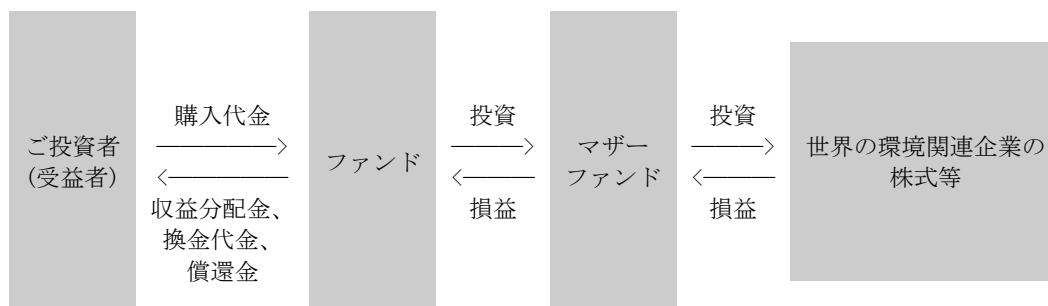 ご投資者
(受益者)
購入代金
―――――>
<―――――
収益分配金、
換金代金、
償還金
ファンド
投資
―――>
<―――
損益
マザー
ファンド
投資
―――>
<―――
損益
世界の環境関連企業の
株式等